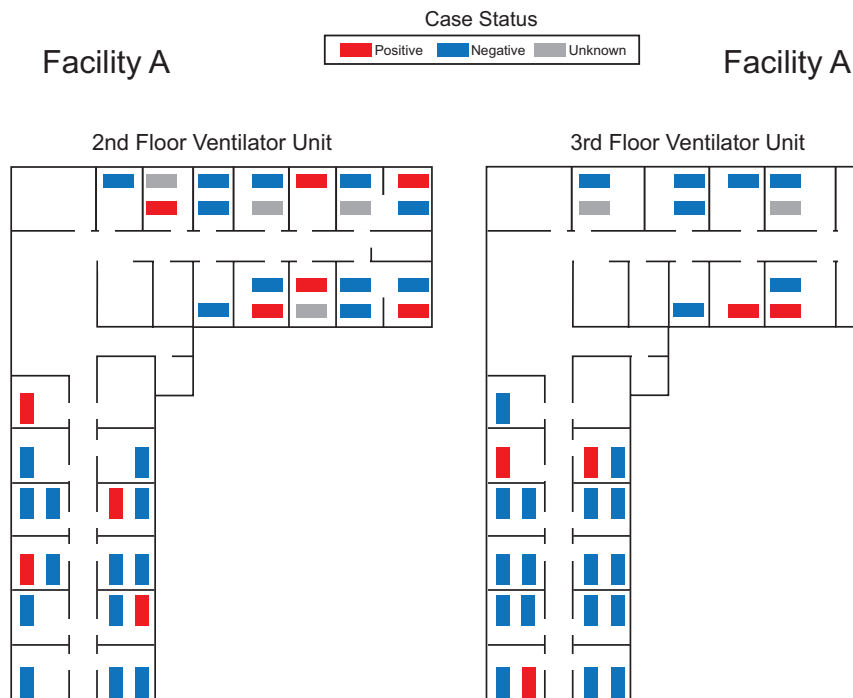 Case Status
Positive Negative Unknown
Facility A Facility A
2nd Floor Ventilator Unit 3rd Floor Ventilator Unit